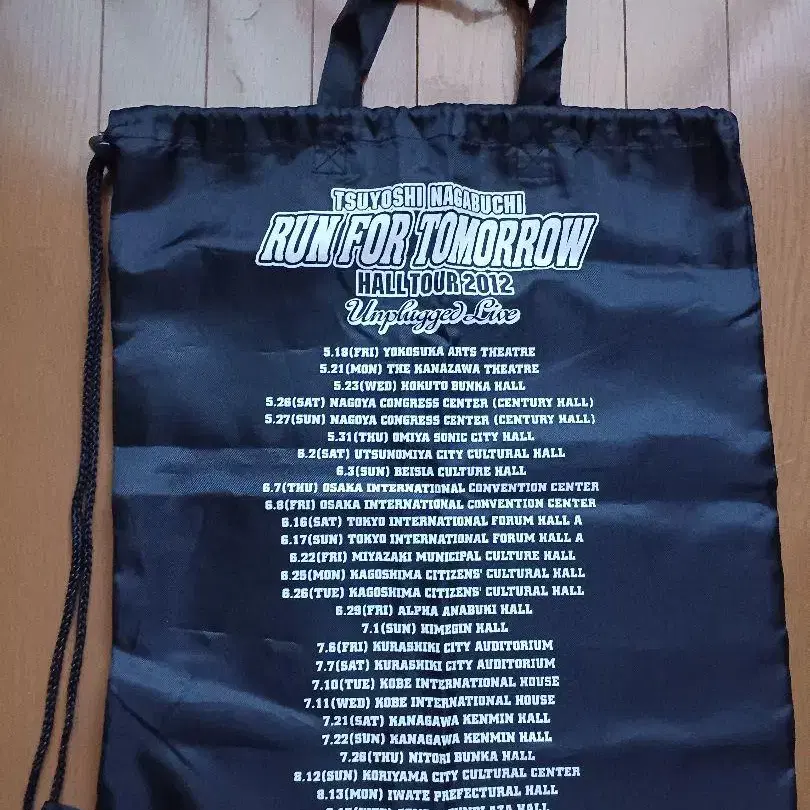 TSUYOSHI NAGABUCHI
RUN FOR TOMORROW
HALL TOUR 2012
Unplugged Live
5.18(FRI) YOKOSUKA ARTS THEATRE
5.21(MON) THE KANAZAWA THEATRE
5.23(WED) HOKUTO BUNKA HALL
5.26(SAT) NAGOYA CONGRESS CENTER (CENTURY HALL)
5.27(SUN) NAGOYA CONGRESS CENTER (CENTURY HALL)
5.31(THU) OMIYA SONIC CITY HALL
6.2(SAT) UTSUNOMIYA CITY CULTURAL HALL
6.3(SUN) BEISIA CULTURE HALL
6.7(THU) OSAKA INTERNATIONAL CONVENTION CENTER
6.8(FRI) OSAKA INTERNATIONAL CONVENTION CENTER
6.16(SAT) TOKYO INTERNATIONAL FORUM HALL A
6.17(SUN) TOKYO INTERNATIONAL FORUM HALL A
6.22(FRI) MIYAZAKI MUNICIPAL CULTURE HALL
6.25(MON) KAGOSHIMA CITIZENS' CULTURAL HALL
6.26(TUE) KAGOSHIMA CITIZENS' CULTURAL HALL
6.29(FRI) ALPHA ANABUKI HALL
7.1(SUN) HIMEGIN HALL
7.6(FRI) KURASHIKI CITY AUDITORIUM
7.7(SAT) KURASHIKI CITY AUDITORIUM
7.10(TUE) KOBE INTERNATIONAL HOUSE
7.11(WED) KOBE INTERNATIONAL HOUSE
7.21(SAT) KANAGAWA KENMIN HALL
7.22(SUN) KANAGAWA KENMIN HALL
7.26(THU) NITORI BUNKA HALL
8.12(SUN) KORIYAMA CITY CULTURAL CENTER
8.13(MON) IWATE PREFECTURAL HALL
HALL